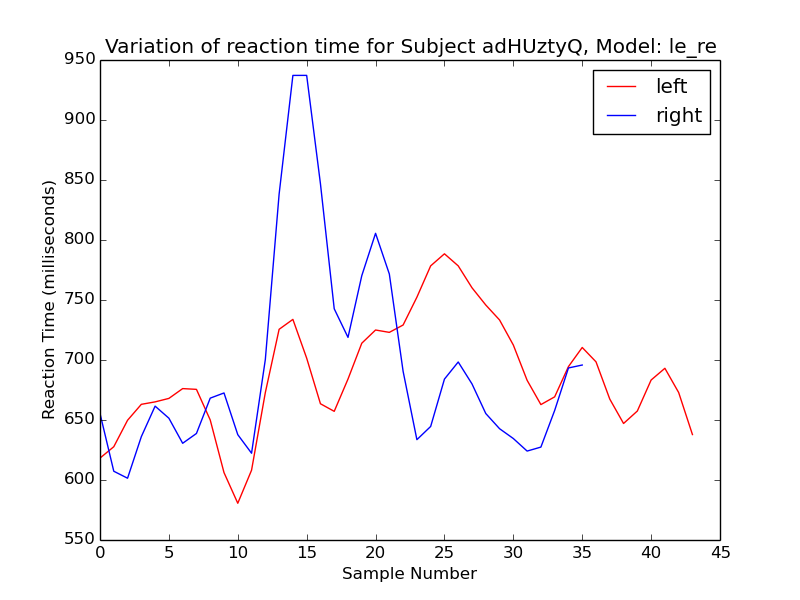 Variation of reaction time for Subject adHUztyQ, Model: le_re
950
900
850
800
750
700
650
600
550
Reaction Time (milliseconds)
left
right
0 5 10 15 20 25 30 35 40 45
Sample Number